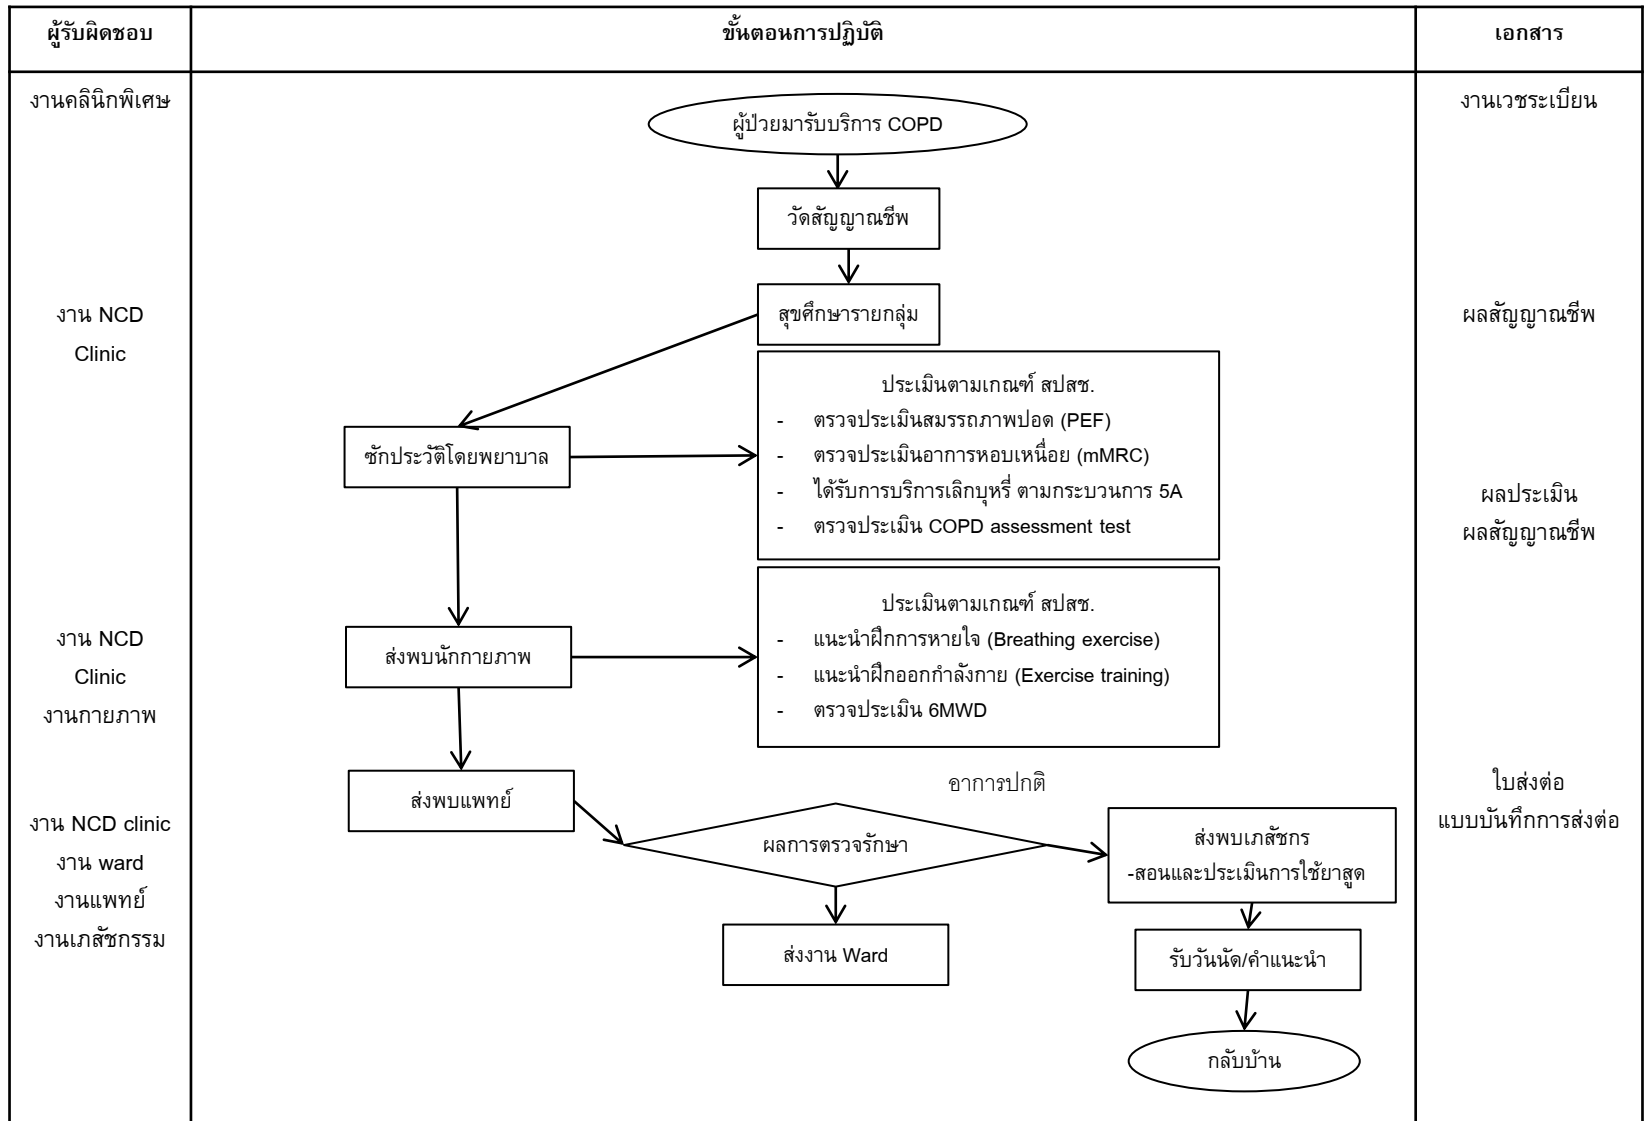 ผู้รับผิดชอบ
ขั้นตอนการปฏิบัติ
เอกสาร
งานคลินิกพิเศษ
ผู้ป่วยมารับบริการ COPD
งานเวชระเบียน
วัดสัญญาณชีพ
งาน NCD
Clinic
สุขศึกษารายกลุ่ม
ผลสัญญาณชีพ
ซักประวัติโดยพยาบาล
ประเมินตามเกณฑ์ สปสช.
- ตรวจประเมินสมรรถภาพปอด (PEF)
- ตรวจประเมินอาการหอบเหนื่อย (mMRC)
- ได้รับการบริการเลิกบุหรี่ ตามกระบวนการ 5A
- ตรวจประเมิน COPD assessment test
ผลประเมิน
ผลสัญญาณชีพ
งาน NCD
Clinic
งานกายภาพ
ส่งพบนักกายภาพ
ประเมินตามเกณฑ์ สปสช.
- แนะนำฝึกการหายใจ (Breathing exercise)
- แนะนำฝึกออกกำลังกาย (Exercise training)
- ตรวจประเมิน 6MWD
งาน NCD clinic
งาน ward
งานแพทย์
งานเภสัชกรรม
ส่งพบแพทย์
ผลการตรวจรักษา
อาการปกติ
ส่งพบเภสัชกร
-สอนและประเมินการใช้ยาสูด
ใบส่งต่อ
แบบบันทึกการส่งต่อ
ส่งงาน Ward
รับวันนัด/คำแนะนำ
กลับบ้าน